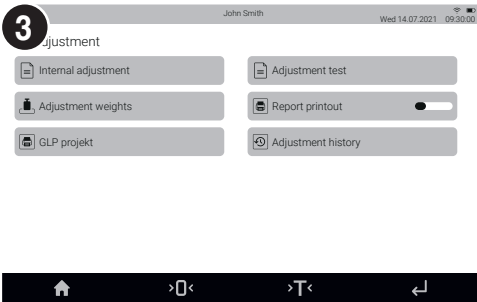 3
John Smith
Wed 14.07.2021 09:30:00
djustment
Internal adjustment
Adjustment test
Adjustment weights
Report printout
GLP projekt
Adjustment history
>0<
>T<